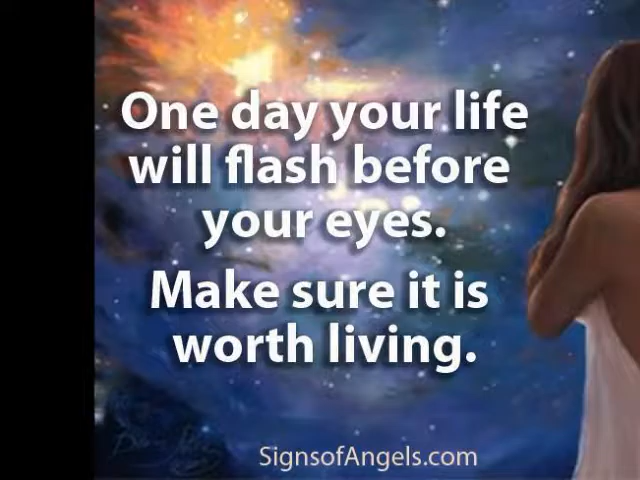 One day your life
will flash before
your eyes.
Make sure it is
worth living.
SignsofAngels.com